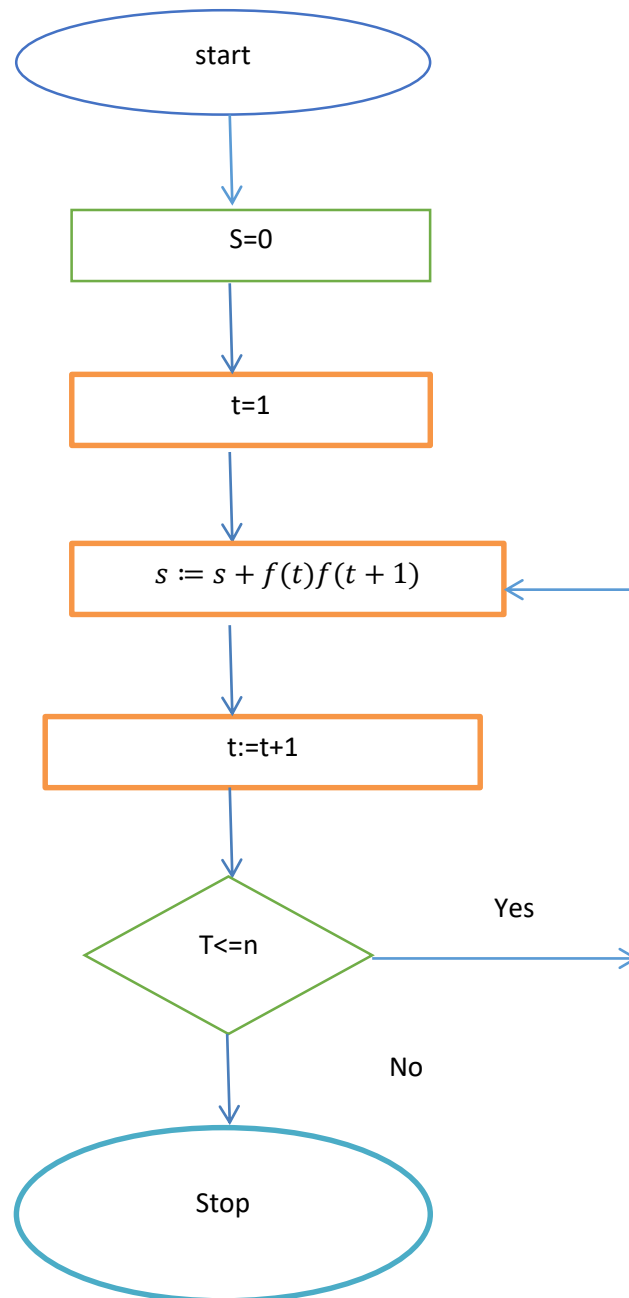 start
S=0
t=1
s ≔ s + f(t)f(t + 1)
t:=t+1
Yes
T<=n
No
Stop